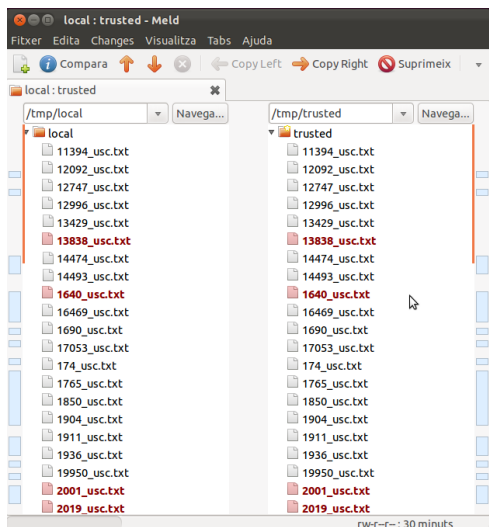 local : trusted - Meld
Fitxer Edita Changes Visualitza Tabs Ajuda
Compara Copy Left Copy Right Suprimeix
local : trusted
/tmp/local Navega... /tmp/trusted Navega...
local trusted
11394_usc.txt 11394_usc.txt
12092_usc.txt 12092_usc.txt
12747_usc.txt 12747_usc.txt
12996_usc.txt 12996_usc.txt
13429_usc.txt 13429_usc.txt
13838_usc.txt 13838_usc.txt
14474_usc.txt 14474_usc.txt
14493_usc.txt 14493_usc.txt
1640_usc.txt 1640_usc.txt
16469_usc.txt 16469_usc.txt
1690_usc.txt 1690_usc.txt
17053_usc.txt 17053_usc.txt
174_usc.txt 174_usc.txt
1765_usc.txt 1765_usc.txt
1850_usc.txt 1850_usc.txt
1904_usc.txt 1904_usc.txt
1911_usc.txt 1911_usc.txt
1936_usc.txt 1936_usc.txt
19950_usc.txt 19950_usc.txt
2001_usc.txt 2001_usc.txt
2019_usc.txt 2019_usc.txt
rw-r--r-- : 30 minuts